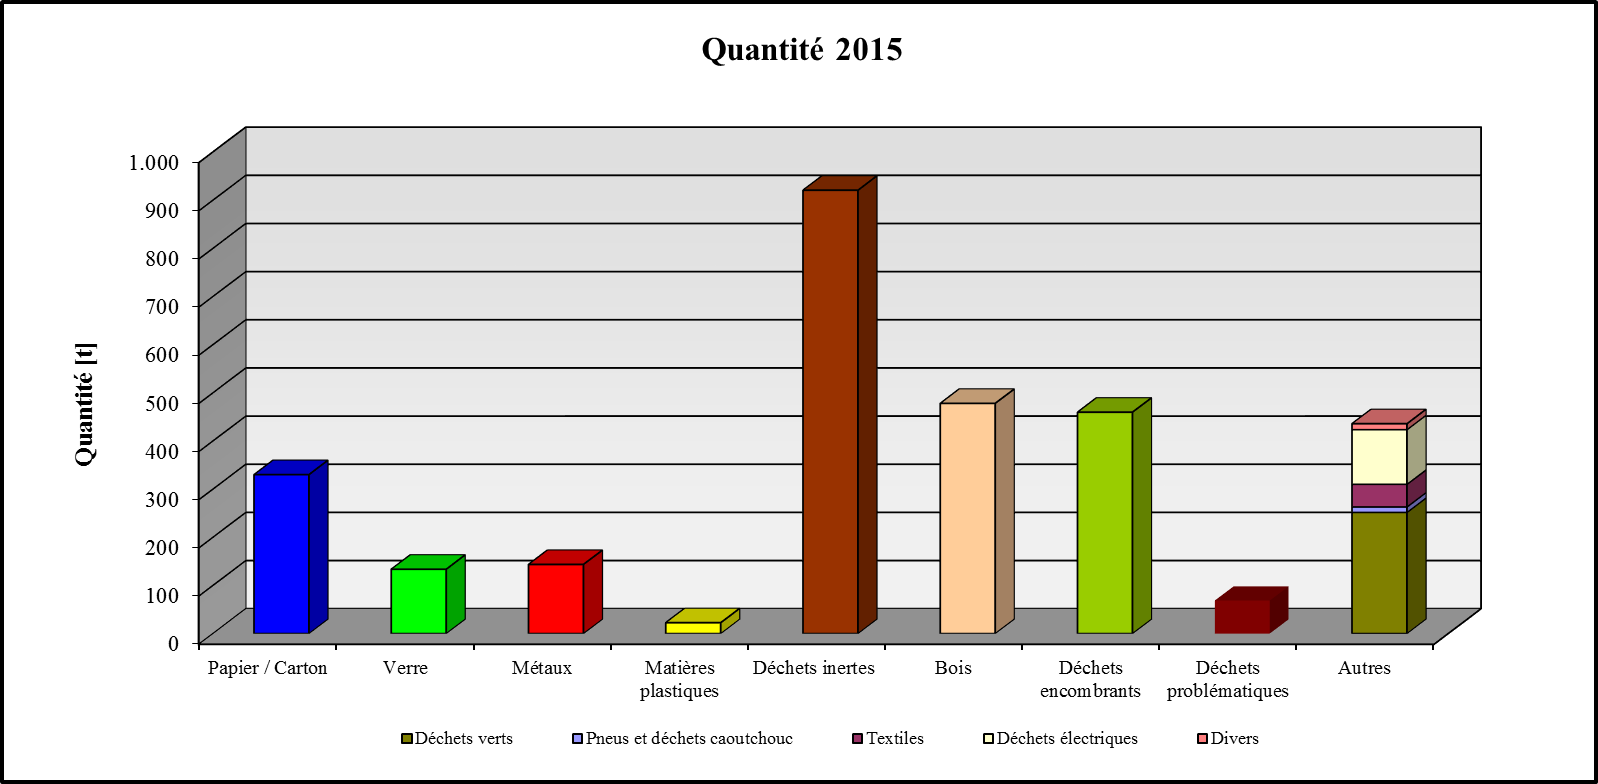 Quantité 2015
Quantité [t]
1.000
900
800
700
600
500
400
300
200
100
0
Papier / Carton
Verre
Métaux
Matières
plastiques
Déchets inertes
Bois
Déchets
encombrants
Déchets
problématiques
Autres
Déchets verts
Pneus et déchets caoutchouc
Textiles
Déchets électriques
Divers